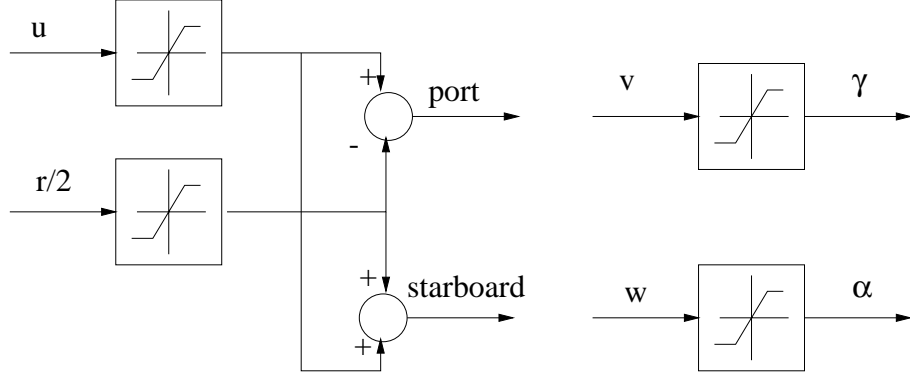 u
+
port
-
v
γ
r/2
+
starboard
+
w
α